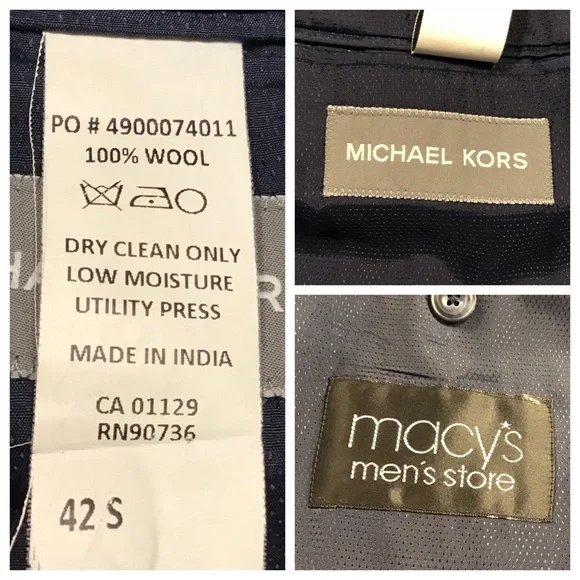 PO # 4900074011
100% WOOL
DRY CLEAN ONLY
LOW MOISTURE
UTILITY PRESS
MADE IN INDIA
CA 01129
RN90736
42 S
MICHAEL KORS
macy's
men's store